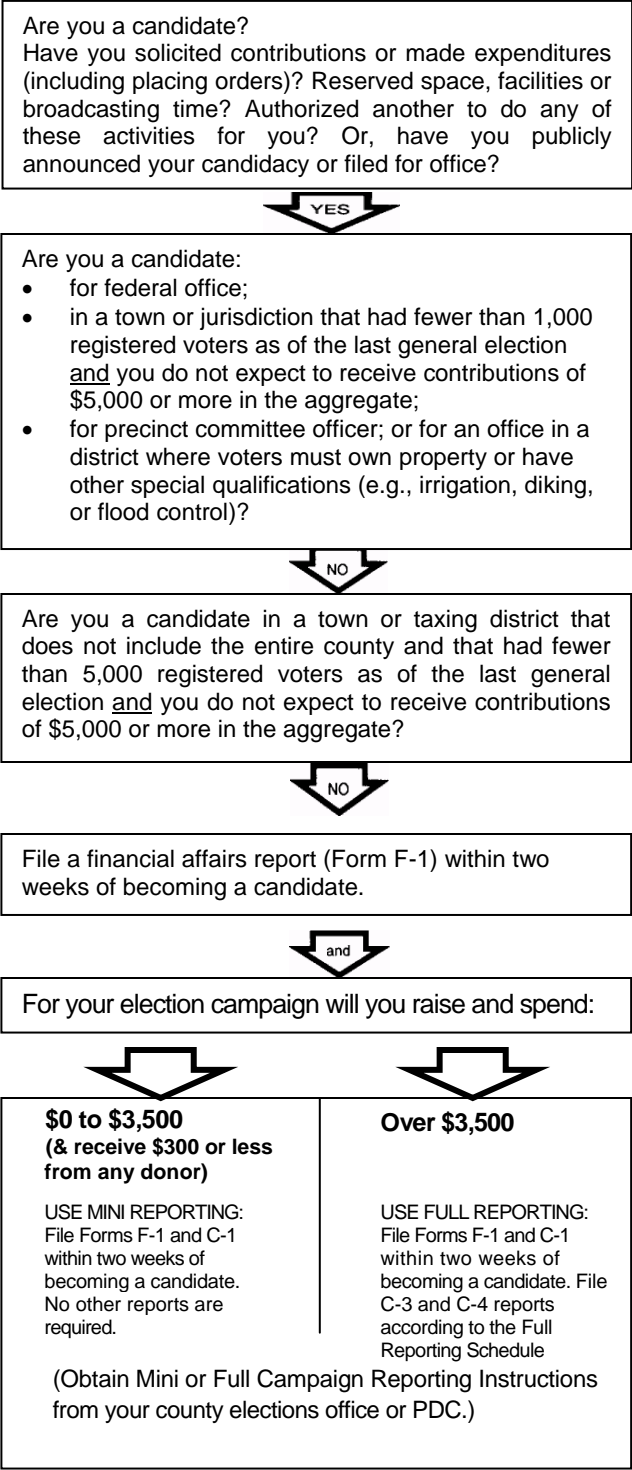 Are you a candidate?
Have you solicited contributions or made expenditures
(including placing orders)? Reserved space, facilities or
broadcasting time? Authorized another to do any of
these activities for you? Or, have you publicly
announced your candidacy or filed for office?
YES
Are you a candidate:
• for federal office;
• in a town or jurisdiction that had fewer than 1,000
registered voters as of the last general election
and you do not expect to receive contributions of
$5,000 or more in the aggregate;
• for precinct committee officer; or for an office in a
district where voters must own property or have
other special qualifications (e.g., irrigation, diking,
or flood control)?
NO
Are you a candidate in a town or taxing district that
does not include the entire county and that had fewer
than 5,000 registered voters as of the last general
election and you do not expect to receive contributions
of $5,000 or more in the aggregate?
NO
File a financial affairs report (Form F-1) within two
weeks of becoming a candidate.
and
For your election campaign will you raise and spend:
$0 to $3,500
(& receive $300 or less
from any donor)
USE MINI REPORTING:
File Forms F-1 and C-1
within two weeks of
becoming a candidate.
No other reports are
required.
Over $3,500
USE FULL REPORTING:
File Forms F-1 and C-1
within two weeks of
becoming a candidate. File
C-3 and C-4 reports
according to the Full
Reporting Schedule
(Obtain Mini or Full Campaign Reporting Instructions
from your county elections office or PDC.)